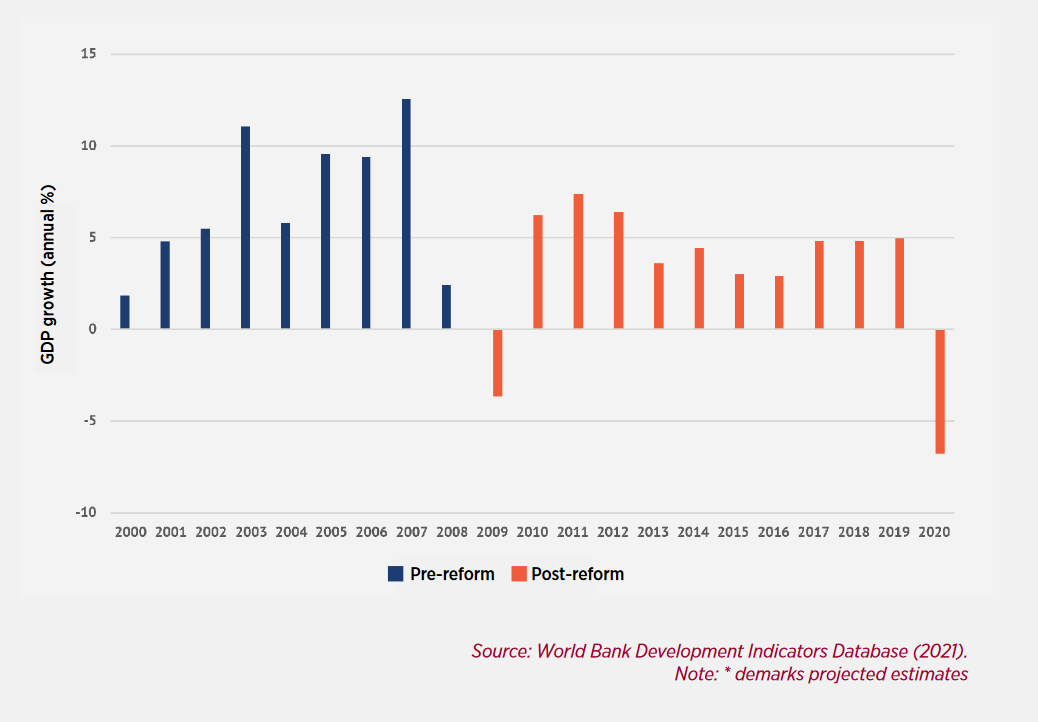 15
10
5
0
-5
-10
GDP growth (annual %)
2000 2001 2002 2003 2004 2005 2006 2007 2008 2009 2010 2011 2012 2013 2014 2015 2016 2017 2018 2019 2020
Pre-reform Post-reform
Source: World Bank Development Indicators Database (2021).
Note: * demarks projected estimates